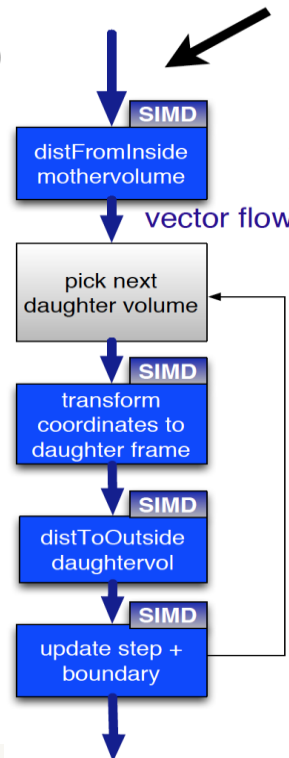 SIMD
distFromInside
mothervolume
vector flow
pick next
daughter volume
SIMD
transform
coordinates to
daughter frame
SIMD
distToOutside
daughtervol
SIMD
update step +
boundary